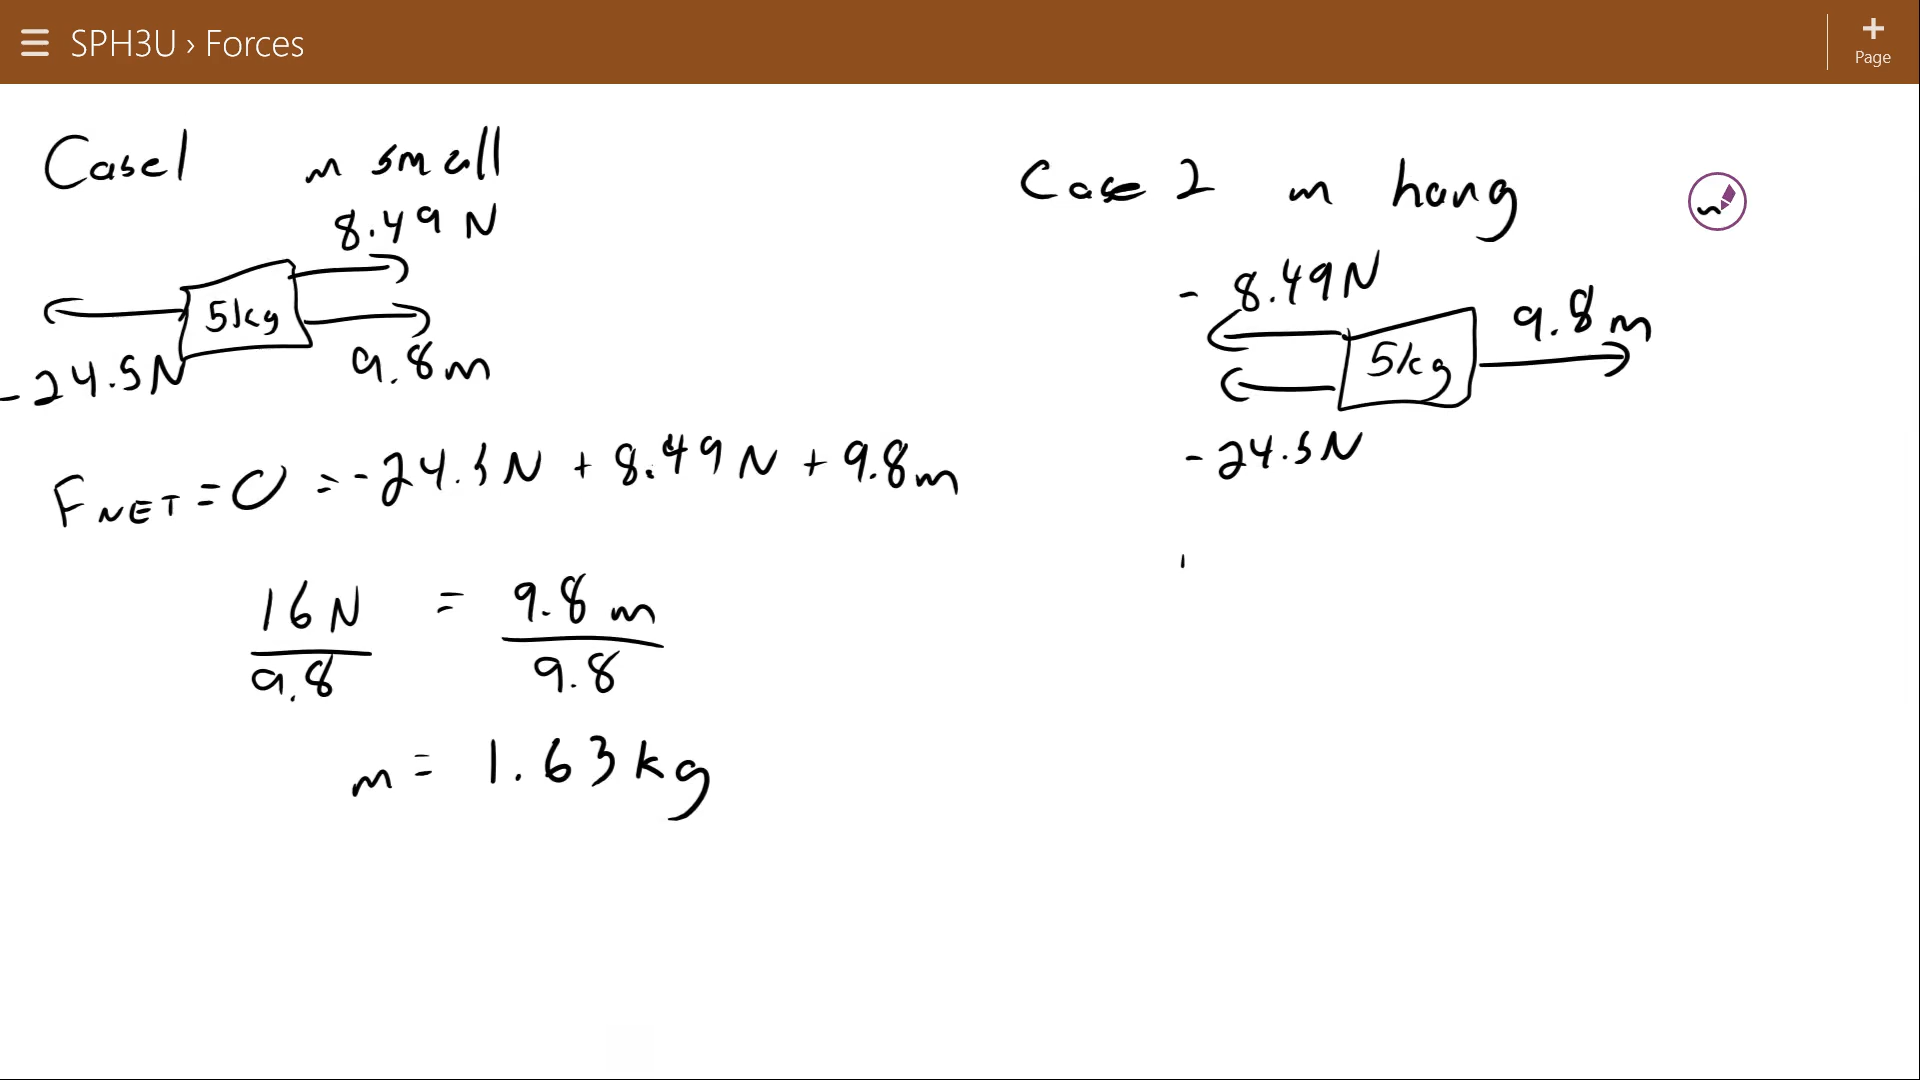 SPH3U › Forces
Page
Case 1 m small
8.49 N
5kg
-24.5N
9.8m
FNET = 0 = -24.5N + 8.49N + 9.8m
16N = 9.8m
9.8 9.8
m = 1.63kg
Case 2 m hang
- 8.49N
9.8m
5kg
- 24.5N